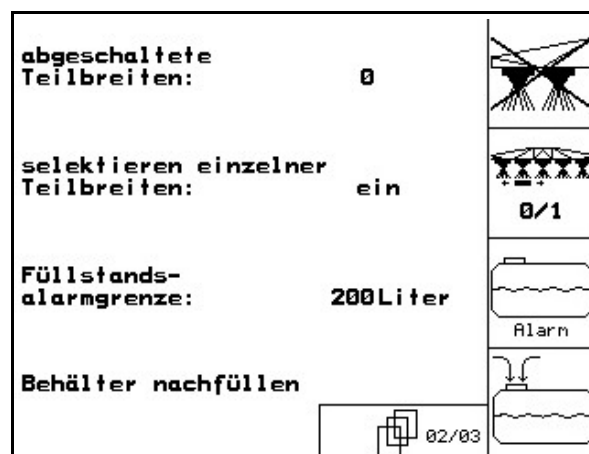 abgeschaltete
Teilbreiten: 0
selektieren einzelner
Teilbreiten: ein
0/1
Füllstands-
alarmgrenze: 200Liter
Alarm
Behälter nachfüllen
02/03